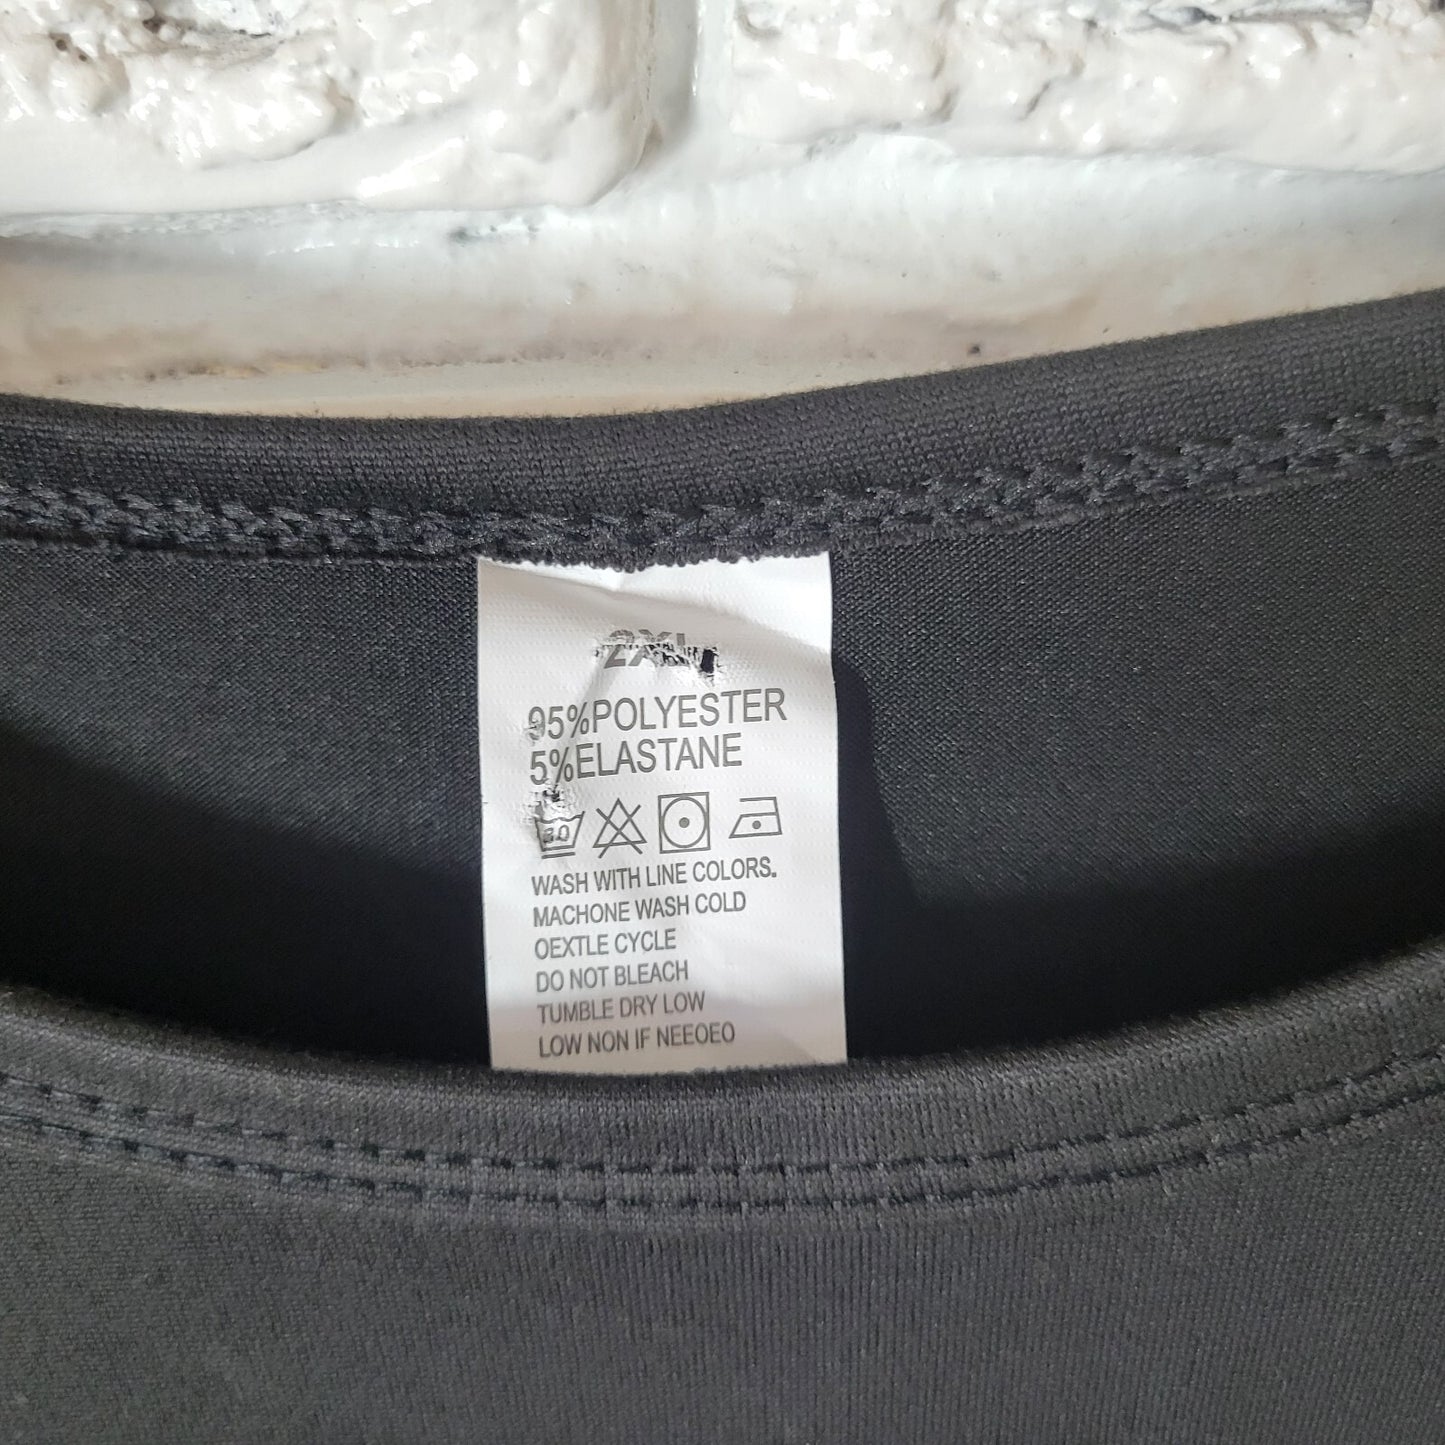 2XL
95%POLYESTER
5%ELASTANE
30
WASH WITH LINE COLORS.
MACHONE WASH COLD
OEXTLE CYCLE
DO NOT BLEACH
TUMBLE DRY LOW
LOW NON IF NEEOEO